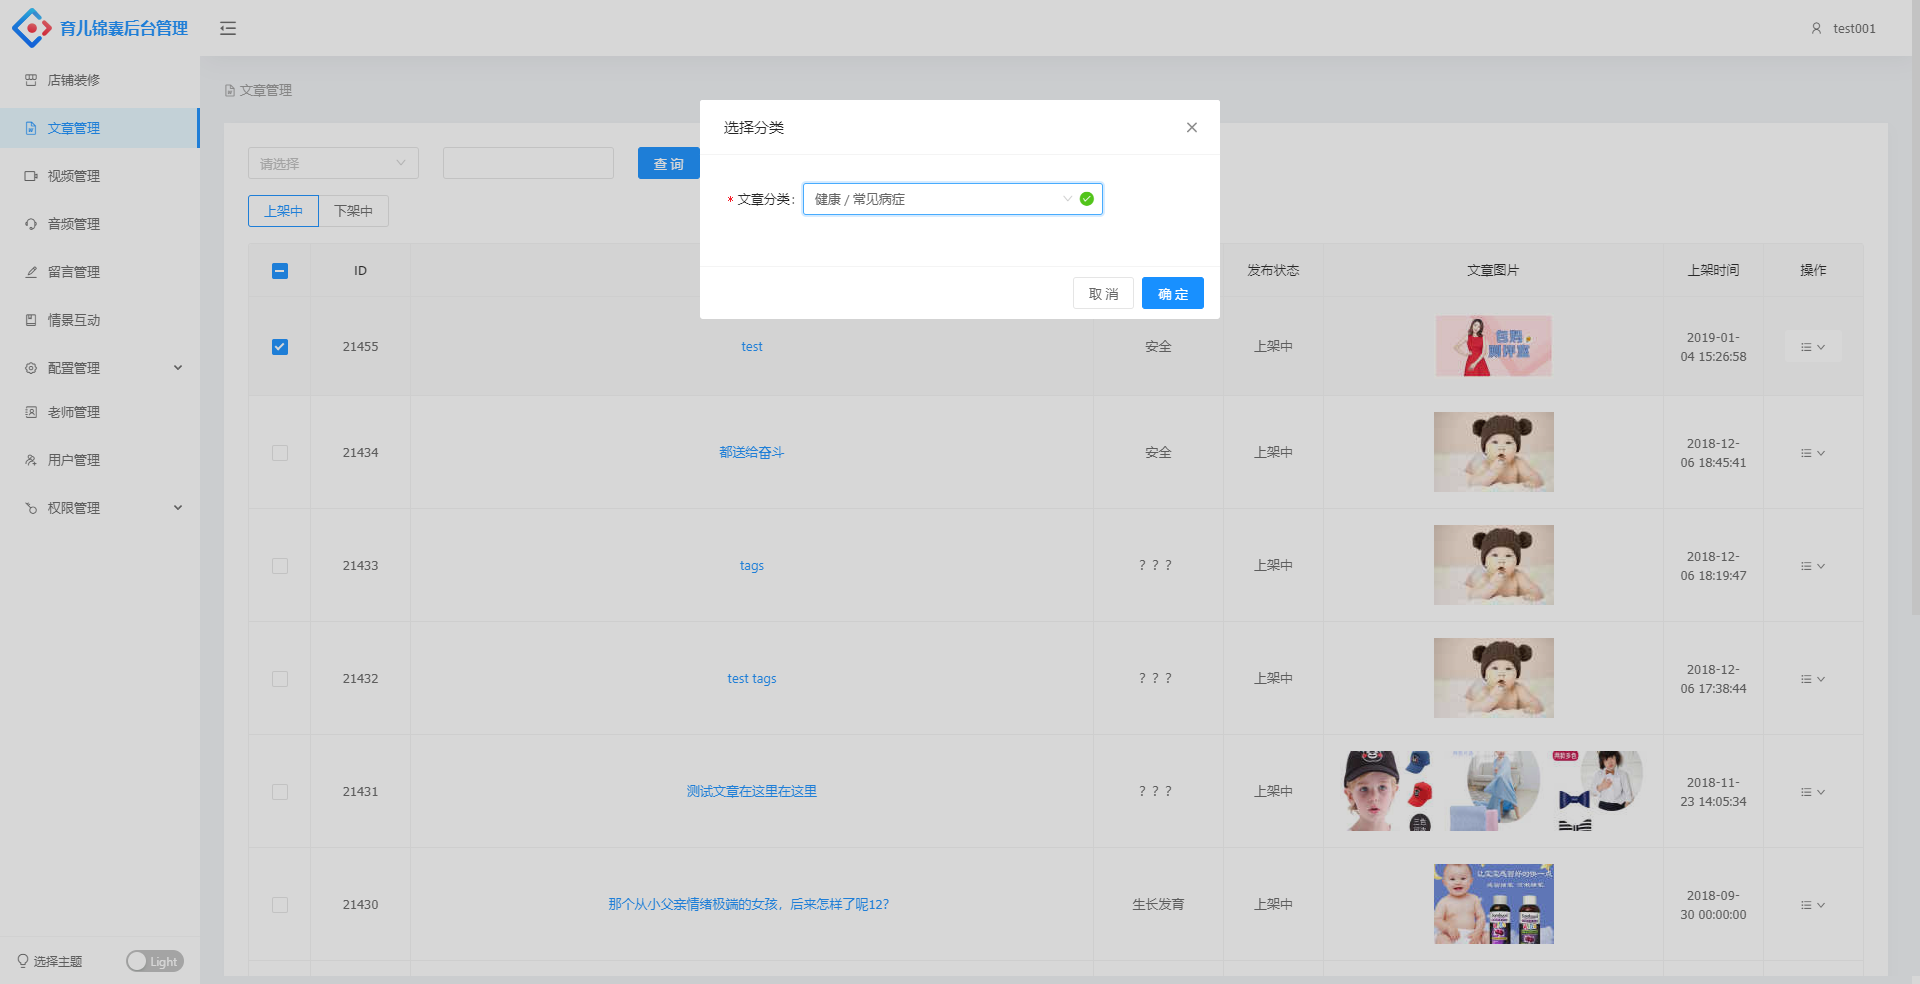 育儿锦囊后台管理
test001
店铺装修
文章管理
视频管理
音频管理
留言管理
情景互动
配置管理
老师管理
用户管理
权限管理
选择主题
Light
文章管理
请选择
查 询
上架中
下架中
选择分类
* 文章分类：
健康 / 常见病症
取 消
确 定
ID
发布状态
文章图片
上架时间
操作
21455
test
安全
上架中
包妈
测评室
2019-01-
04 15:26:58
21434
都送给奋斗
安全
上架中
2018-12-
06 18:45:41
21433
tags
？？？
上架中
2018-12-
06 18:19:47
21432
test tags
？？？
上架中
2018-12-
06 17:38:44
21431
测试文章在这里在这里
？？？
上架中
三色
2018-11-
23 14:05:34
21430
那个从小父亲情绪极端的女孩，后来怎样了呢12？
生长发育
上架中
2018-09-
30 00:00:00